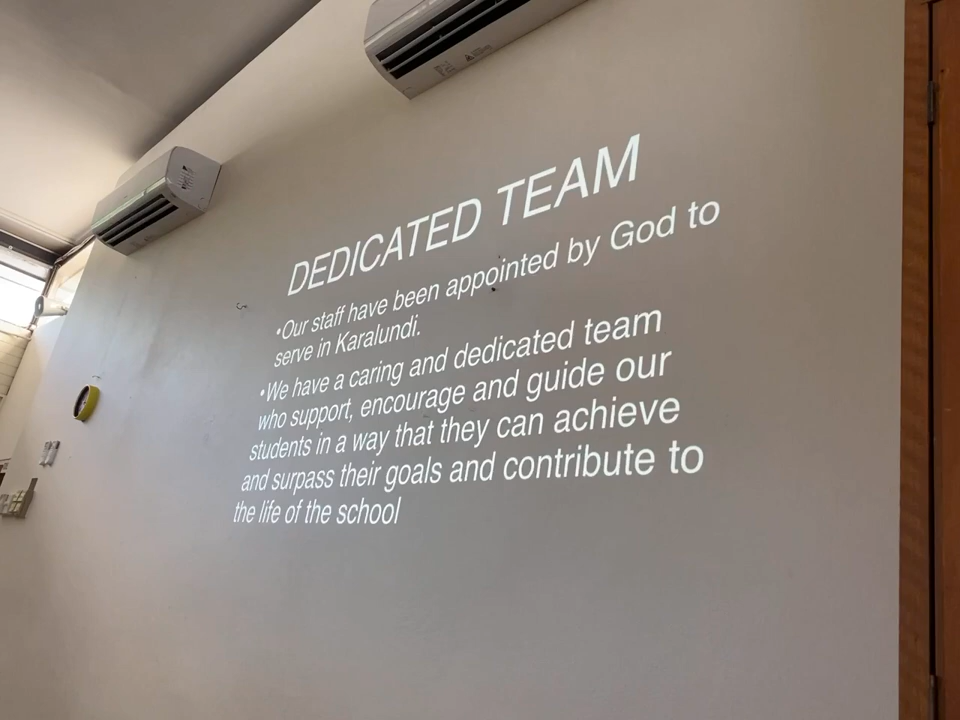 DEDICATED TEAM
•Our staff have been appointed by God to
serve in Karalundi.
•We have a caring and dedicated team
who support, encourage and guide our
students in a way that they can achieve
and surpass their goals and contribute to
the life of the school